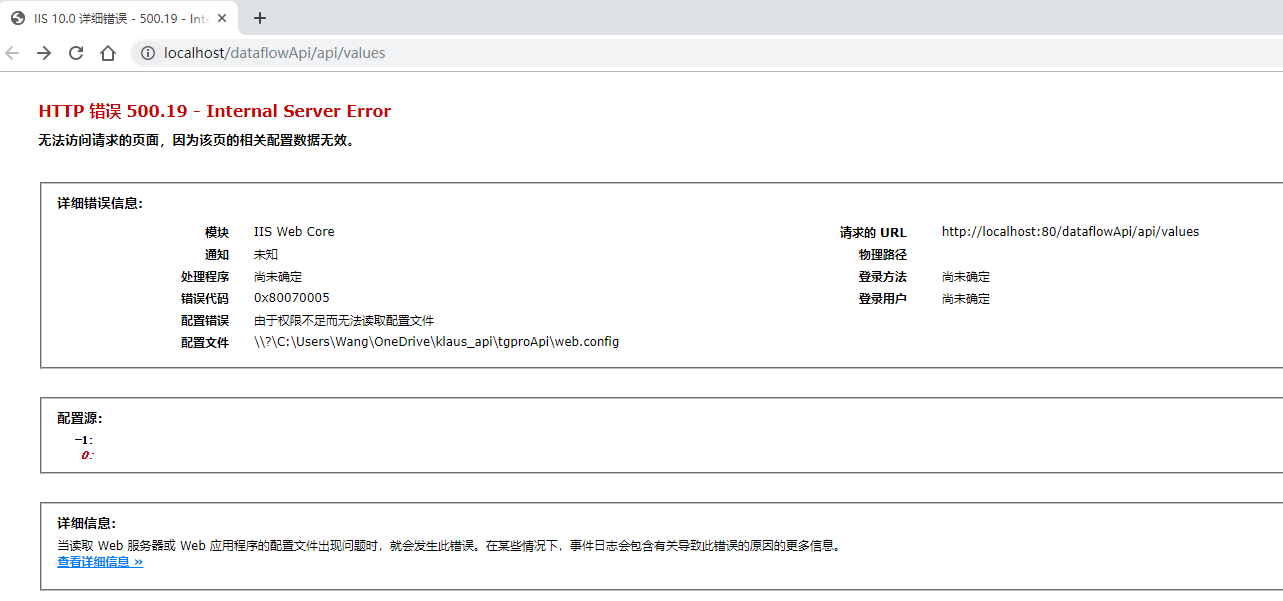 IIS 10.0 详细错误 - 500.19 - Int
localhost/dataflowApi/api/values
HTTP 错误 500.19 - Internal Server Error
无法访问请求的页面，因为该页的相关配置数据无效。
详细错误信息:
模块 IIS Web Core
通知 未知
处理程序 尚未确定
错误代码 0x80070005
配置错误 由于权限不足而无法读取配置文件
配置文件 \\?\C:\Users\Wang\OneDrive\klaus_api\tgproApi\web.config
请求的 URL http://localhost:80/dataflowApi/api/values
物理路径
登录方法 尚未确定
登录用户 尚未确定
配置源:
-1:
0:
详细信息:
当读取 Web 服务器或 Web 应用程序的配置文件出现问题时，就会发生此错误。在某些情况下，事件日志会包含有关导致此错误的原因的更多信息。
查看详细信息 »